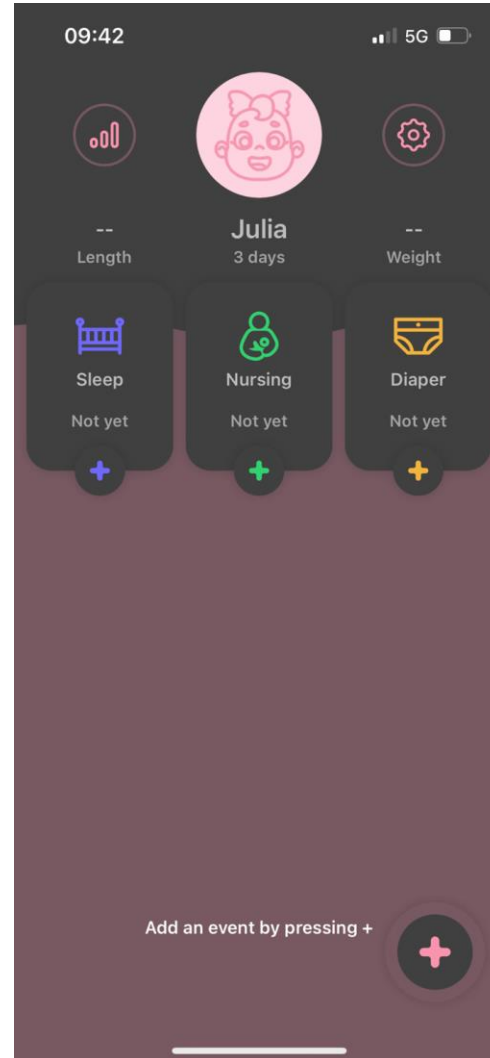 09:42
5G
-- Julia --
Length 3 days Weight
Sleep Nursing Diaper
Not yet Not yet Not yet
Add an event by pressing +